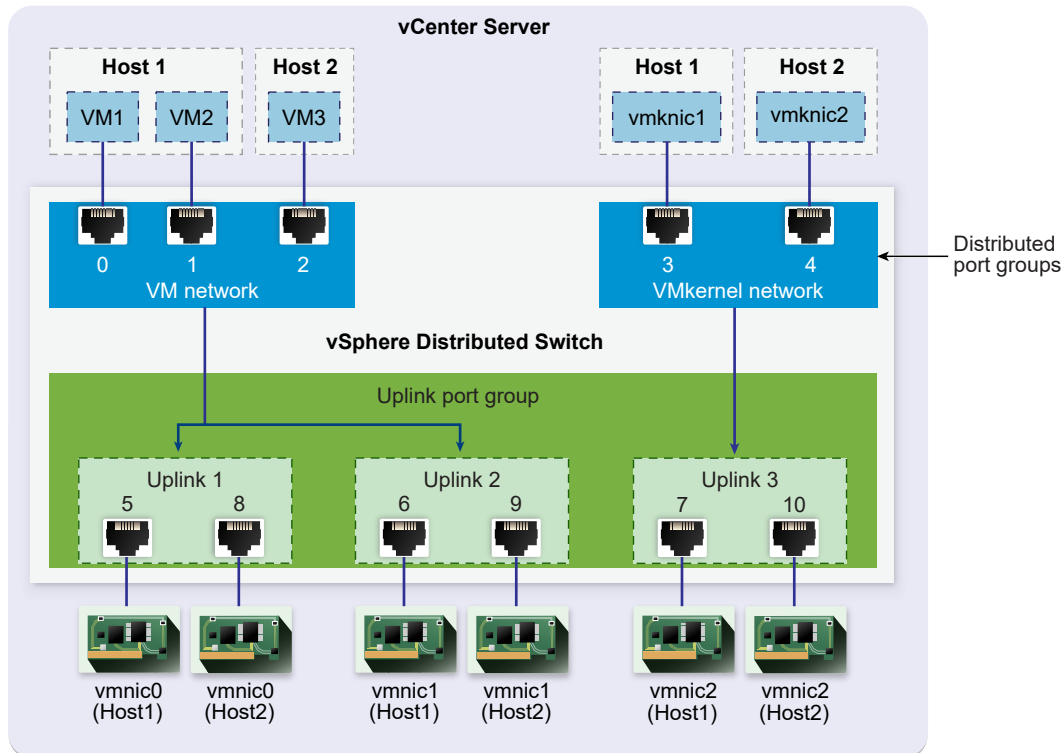 vCenter Server
Host 1
Host 2
Host 1
Host 2
VM1
VM2
VM3
vmknic1
vmknic2
0
1
2
3
4
VM network
VMkernel network
Distributed
port groups
vSphere Distributed Switch
Uplink port group
Uplink 1
Uplink 2
Uplink 3
5
8
6
9
7
10
vmnic0
(Host1)
vmnic0
(Host2)
vmnic1
(Host1)
vmnic1
(Host2)
vmnic2
(Host1)
vmnic2
(Host2)